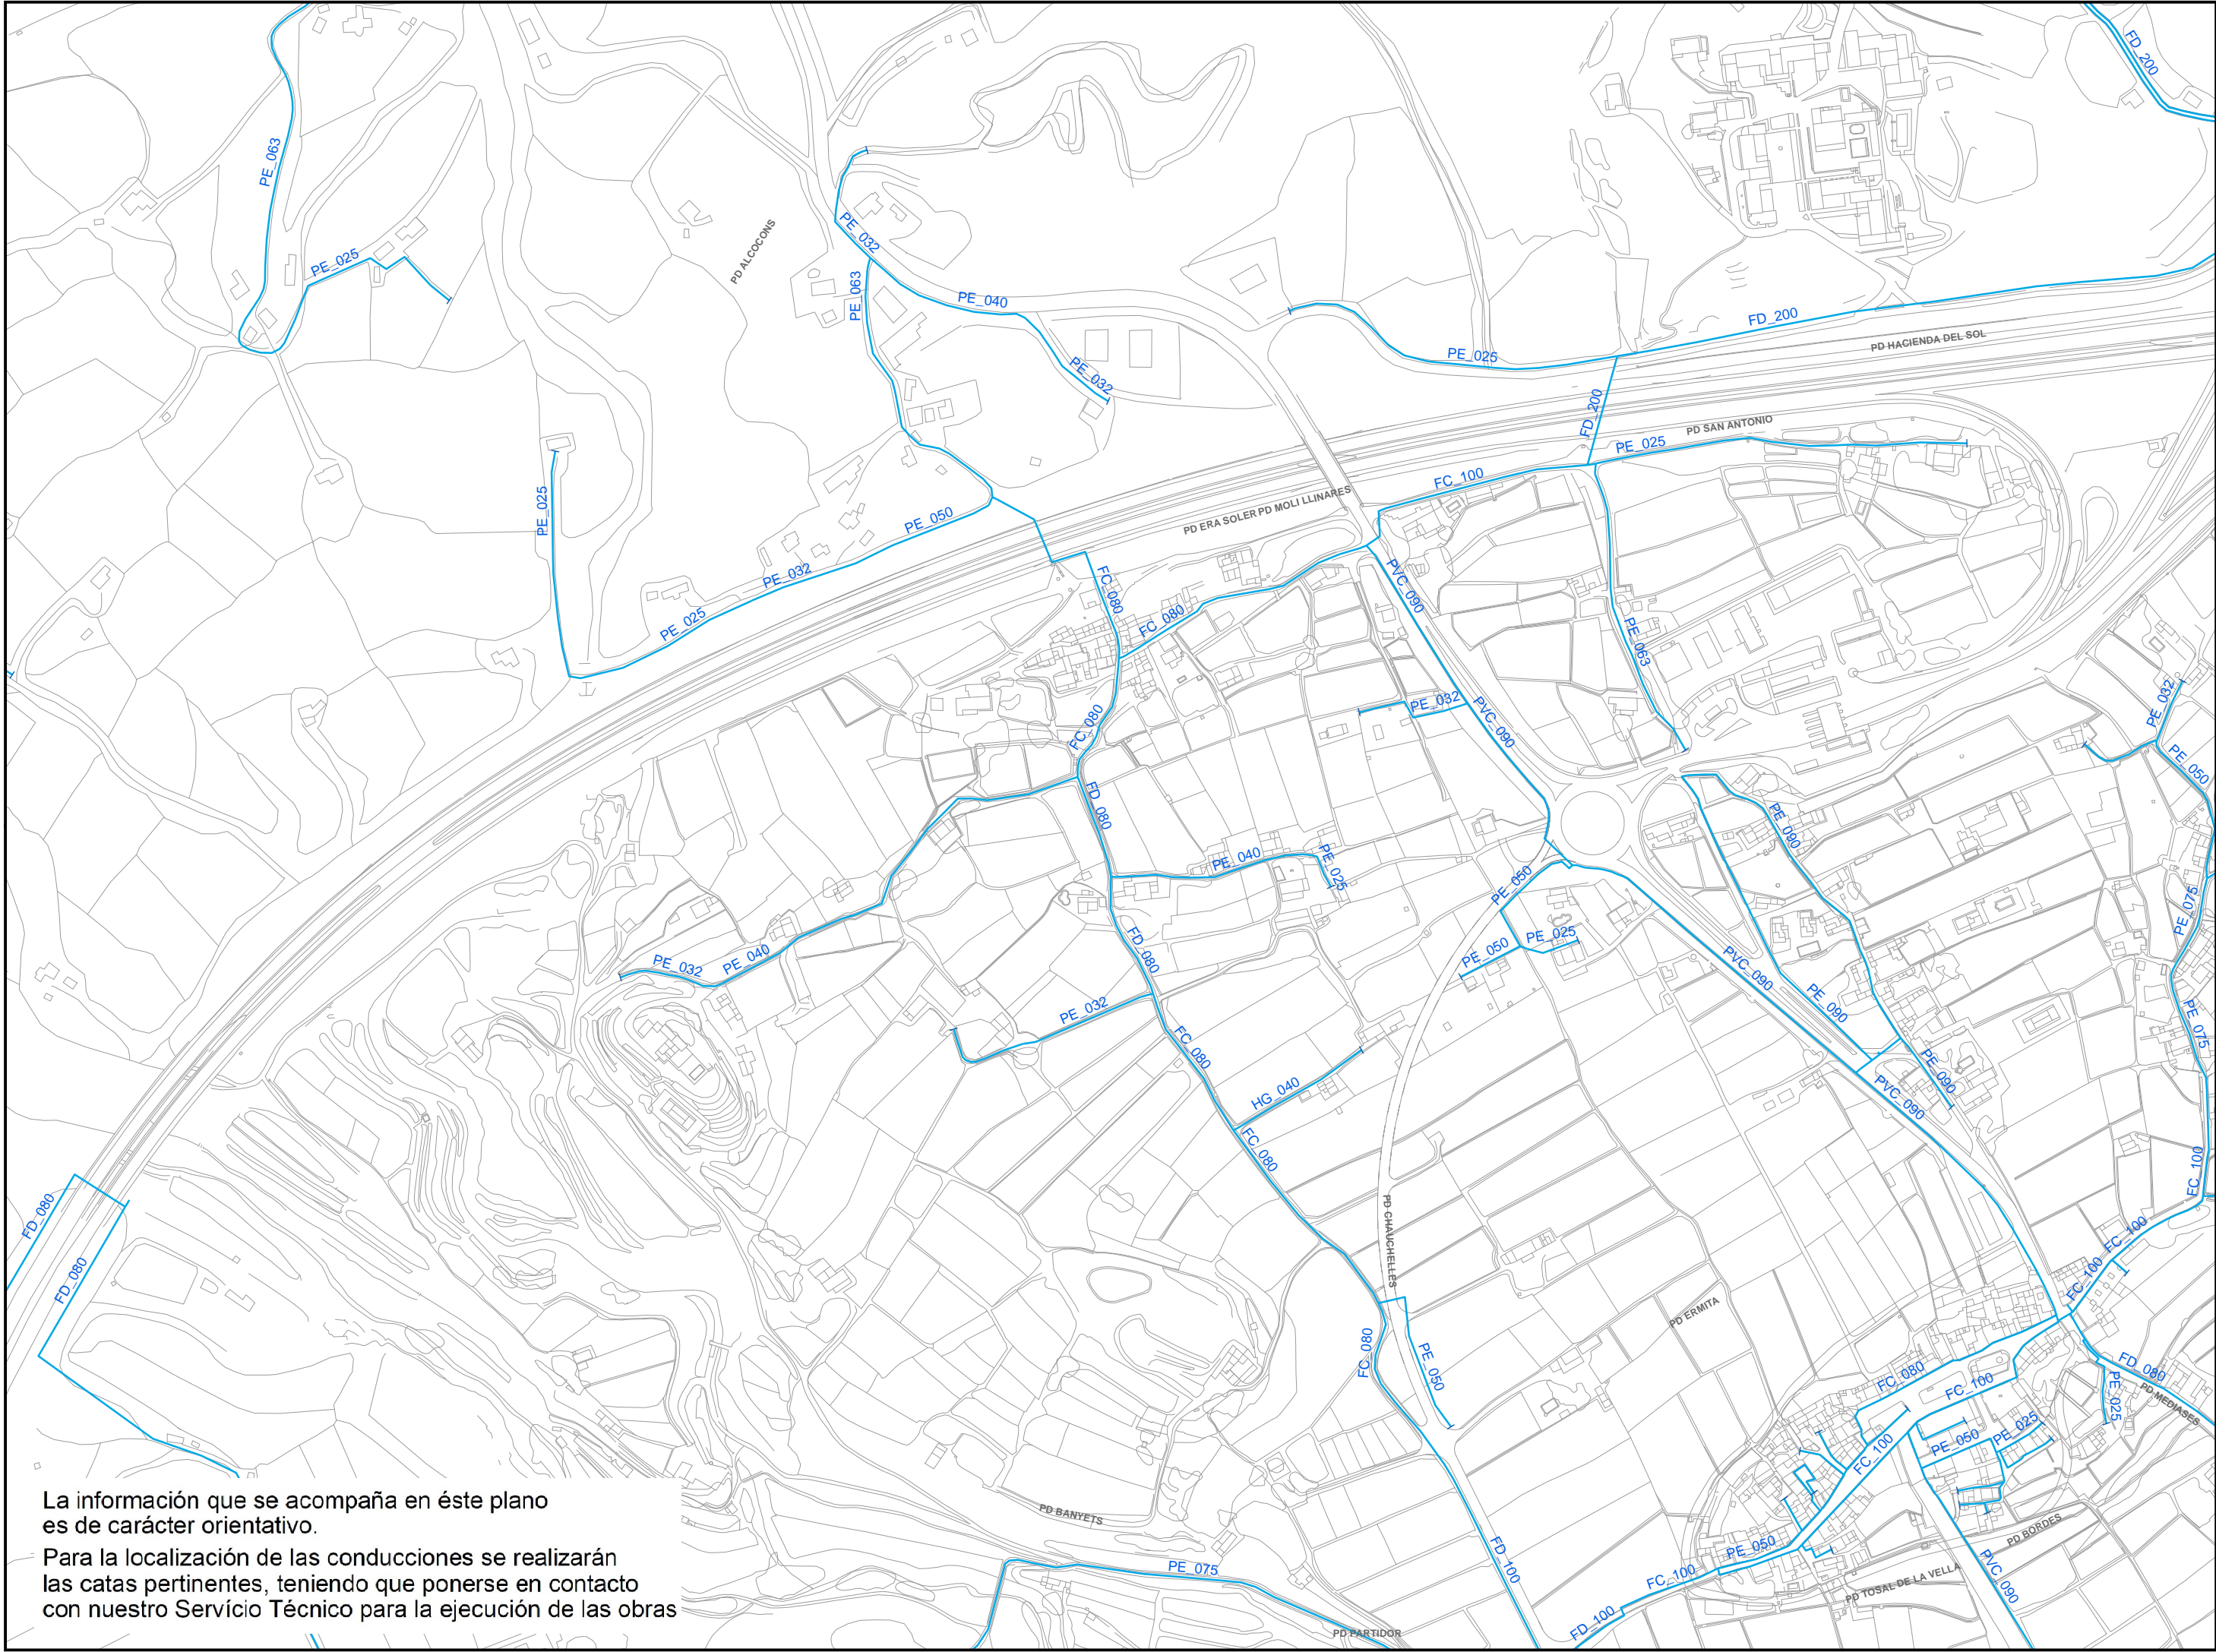 FD_200
PE_063
PE_032
PE_025
PD ALCOCONS
PE_063
PE_040
FD_200
PD HACIENDA DEL SOL
PE_025
PE_032
FD_200
PD SAN ANTONIO
PE_025
FC_100
PD ERA SOLER PD MOLI LLINARES
PE_025
PE_050
PE_032
FC_080
PVC_090
PE_025
FC_080
PE_063
PE_032
PE_032
FC_080
PVC_090
PE_050
FD_080
PE_090
PE_040
PE_025
PE_050
PE_075
FD_080
PE_050
PE_025
PE_032
PE_040
PVC_090
PE_032
PE_090
PE_075
FC_080
PE_090
HG_040
PVC_090
FC_080
FC_100
FD_080
PD CHAUCHELLES
FC_100
FD_080
FC_100
PD ERMITA
FC_080
PE_050
FD_080
FC_080
FC_100
PE_025
PD MEDIASES
PE_025
PE_050
FC_100
La información que se acompaña en éste plano
es de carácter orientativo.
Para la localización de las conducciones se realizarán
las catas pertinentes, teniendo que ponerse en contacto
con nuestro Servício Técnico para la ejecución de las obras
PD BANYETS
PD BORDES
PE_050
FD_100
PE_075
FC_100
PVC_090
PD TOSAL DE LA VELLA
FD_100
PD PARTIDOR